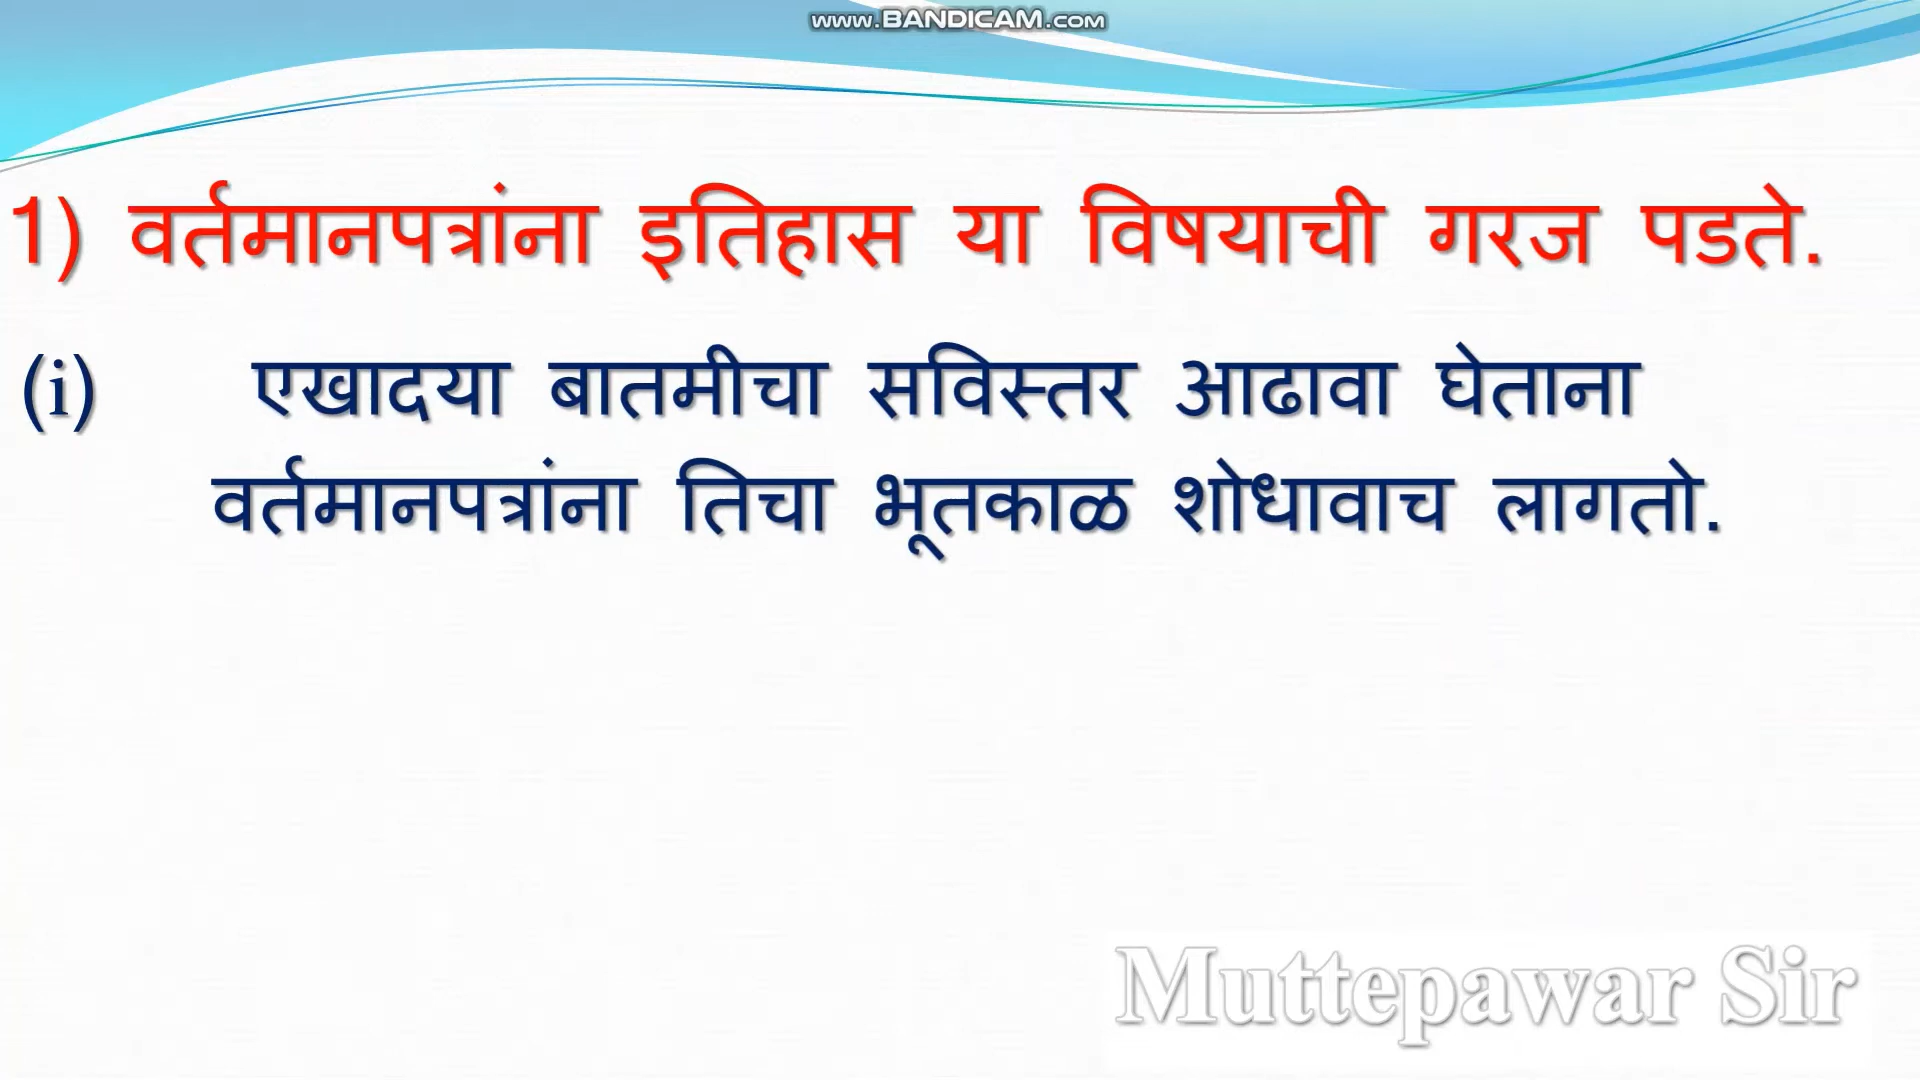 www.BANDICAM.com
1) वर्तमानपत्रांना इतिहास या विषयाची गरज पडते.
(i) एखादया बातमीचा सविस्तर आढावा घेताना
वर्तमानपत्रांना तिचा भूतकाळ शोधावाच लागतो.
Muttepawar Sir